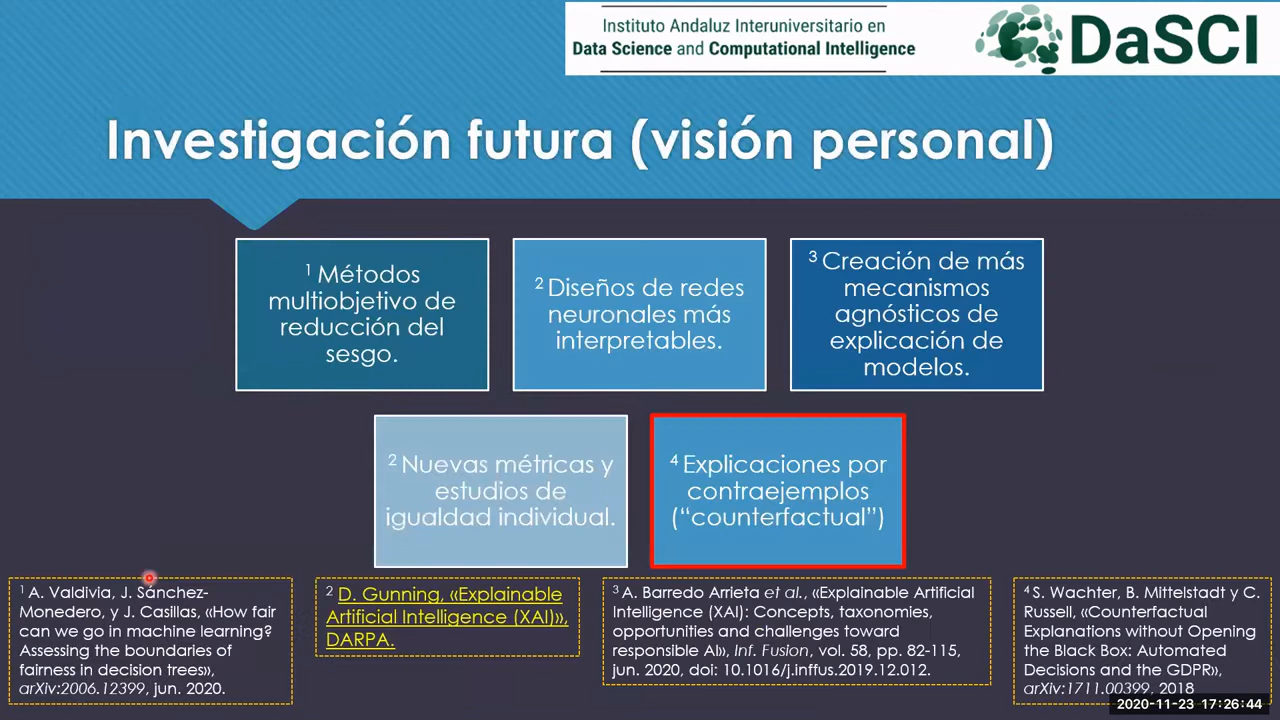 Instituto Andaluz Interuniversitario en
Data Science and Computational Intelligence
DaSCI
Investigación futura (visión personal)
1 Métodos
multiobjetivo de
reducción del
sesgo.
2 Diseños de redes
neuronales más
interpretables.
3 Creación de más
mecanismos
agnósticos de
explicación de
modelos.
2 Nuevas métricas y
estudios de
igualdad individual.
4 Explicaciones por
contraejemplos
(“counterfactual”)
1 A. Valdivia, J. Sánchez-
Monedero, y J. Casillas, «How fair
can we go in machine learning?
Assessing the boundaries of
fairness in decision trees»,
arXiv:2006.12399, jun. 2020.
2 D. Gunning, «Explainable
Artificial Intelligence (XAI)»,
DARPA.
3 A. Barredo Arrieta et al., «Explainable Artificial
Intelligence (XAI): Concepts, taxonomies,
opportunities and challenges toward
responsible AI», Inf. Fusion, vol. 58, pp. 82-115,
jun. 2020, doi: 10.1016/j.inffus.2019.12.012.
4 S. Wachter, B. Mittelstadt y C.
Russell, «Counterfactual
Explanations without Opening
the Black Box: Automated
Decisions and the GDPR»,
arXiv:1711.00399, 2018
2020-11-23 17:26:44